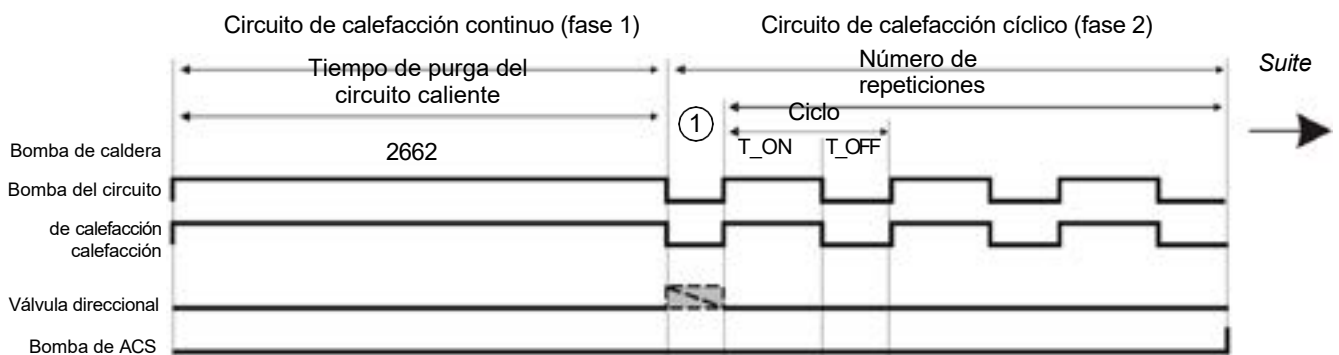 Circuito de calefacción continuo (fase 1)
Circuito de calefacción cíclico (fase 2)
Tiempo de purga del
circuito caliente
Número de
repeticiones
Suite
1
Ciclo
Bomba de caldera
2662
T_ON
T_OFF
Bomba del circuito
de calefacción
calefacción
Válvula direccional
Bomba de ACS